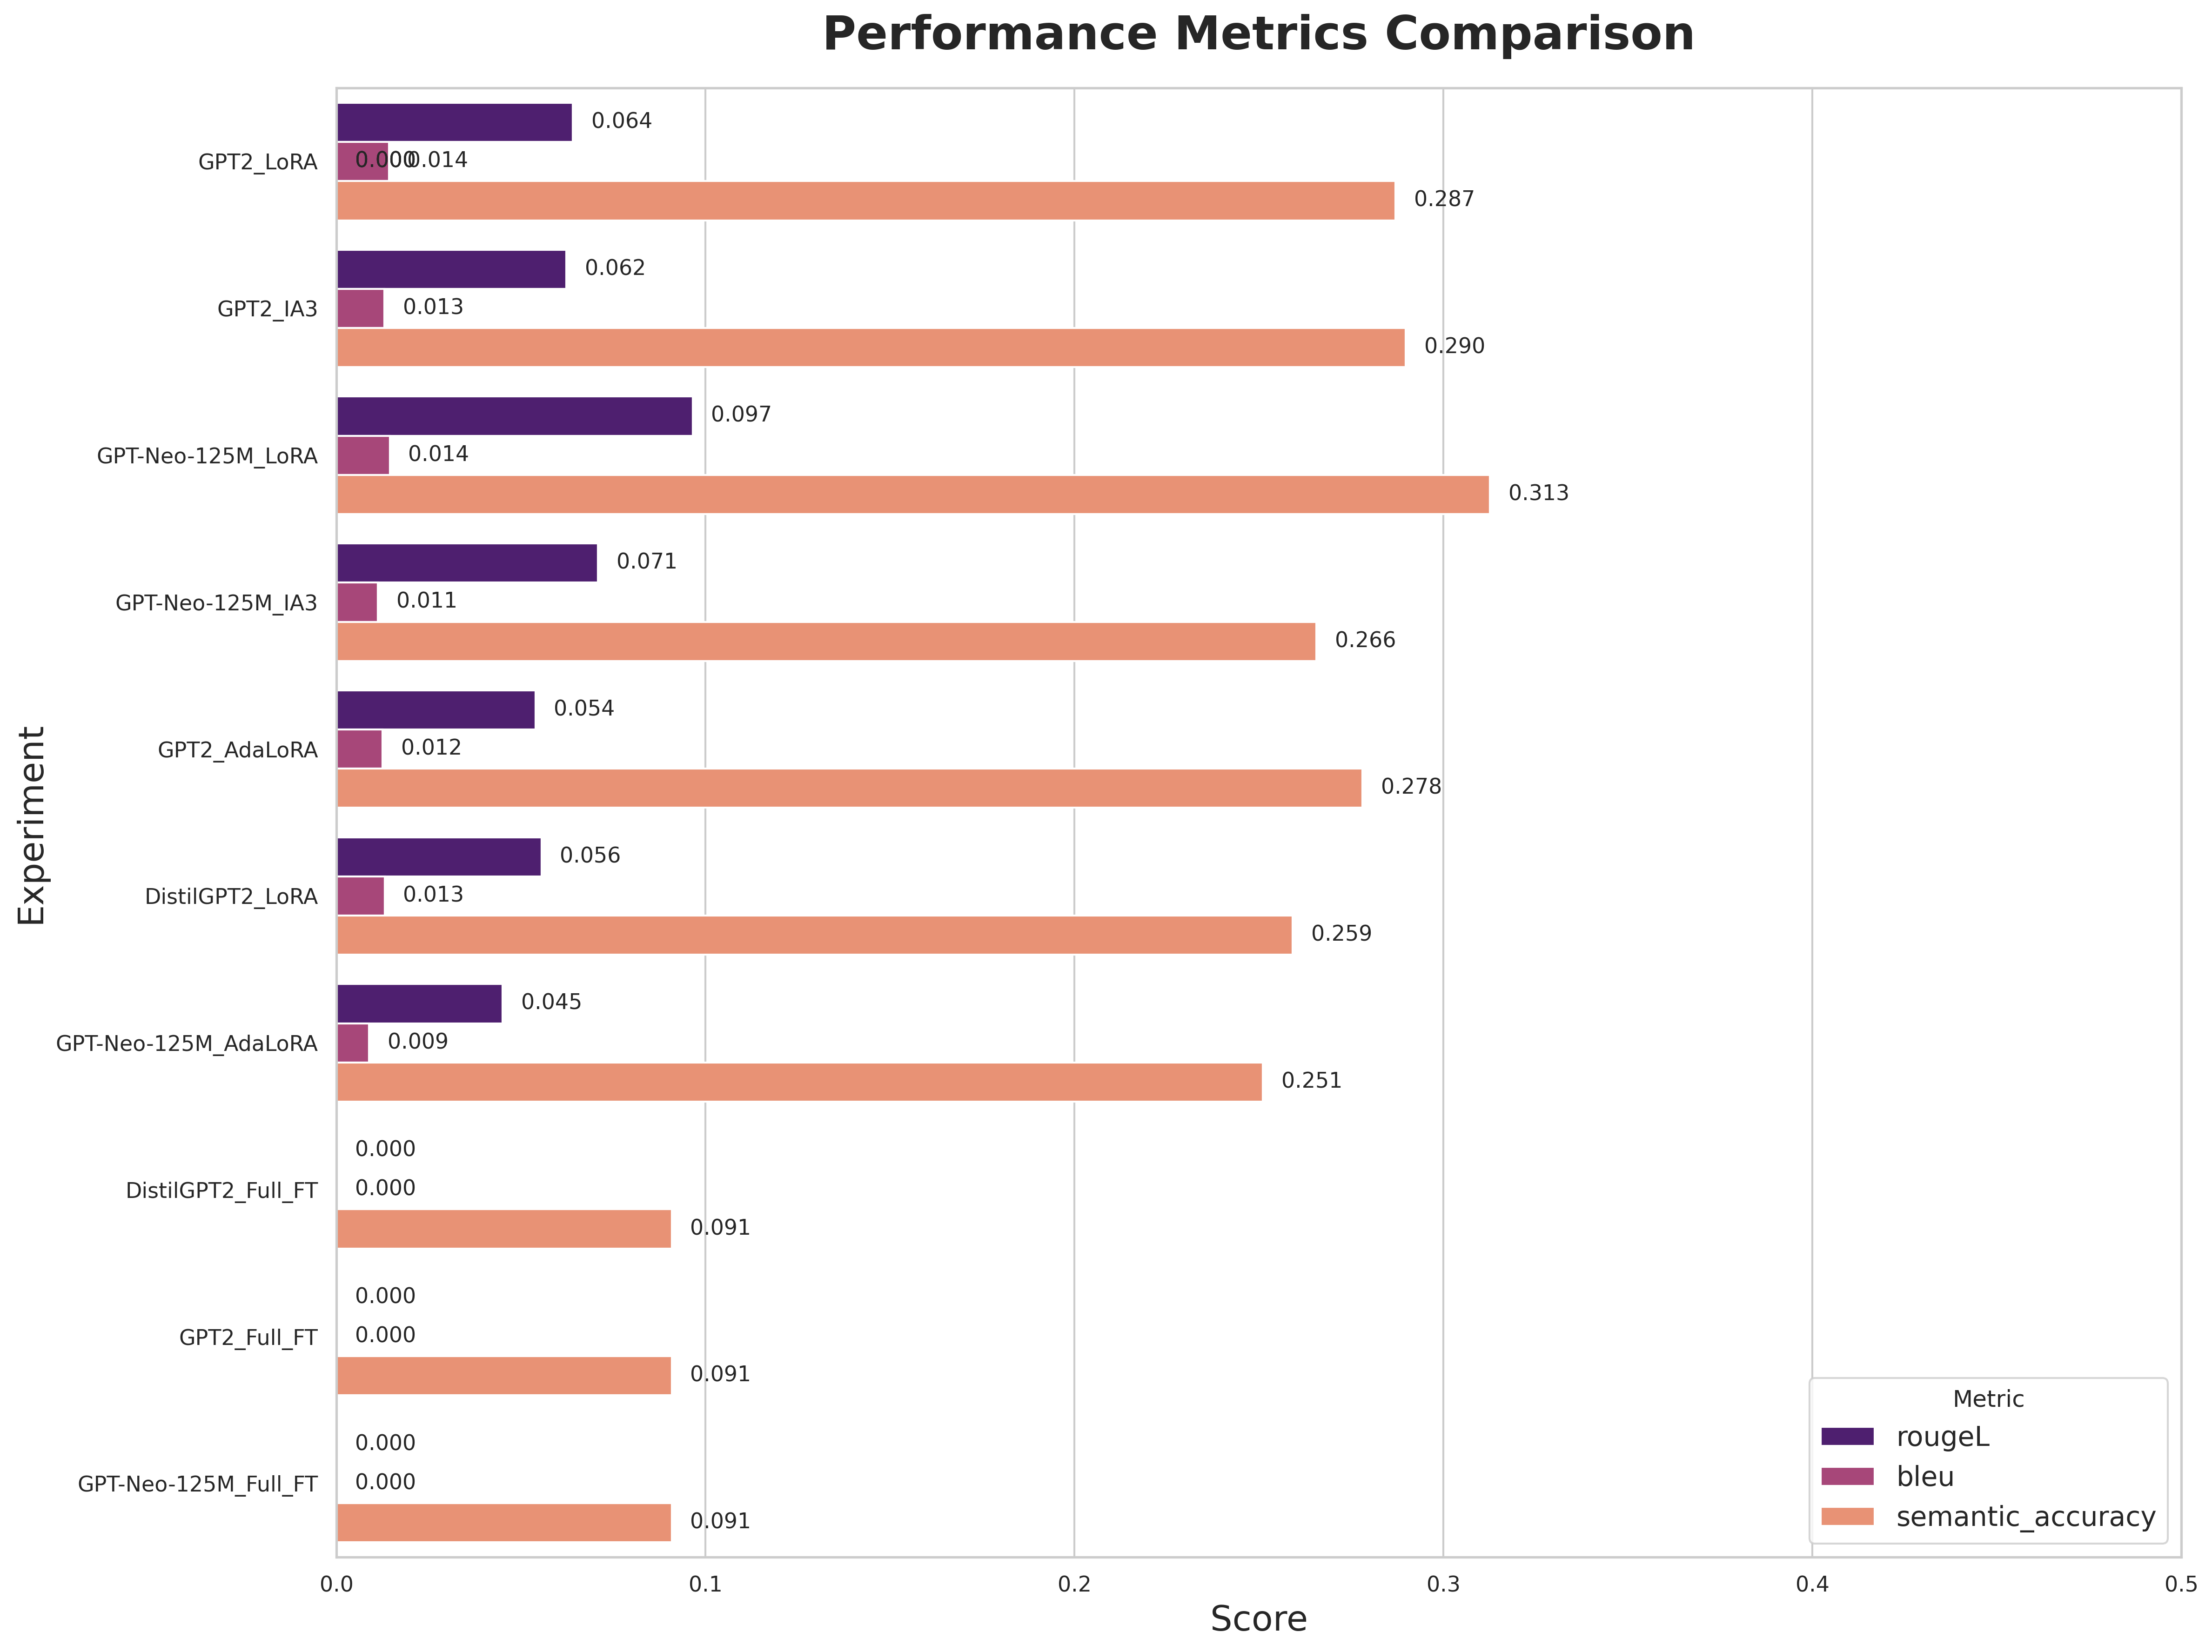 Performance Metrics Comparison
0.064
GPT2_LoRA
0.000
0.014
0.287
0.062
GPT2_IA3
0.013
0.290
0.097
GPT-Neo-125M_LoRA
0.014
0.313
0.071
GPT-Neo-125M_IA3
0.011
0.266
0.054
GPT2_AdaLoRA
0.012
0.278
0.056
DistilGPT2_LoRA
0.013
0.259
0.045
GPT-Neo-125M_AdaLoRA
0.009
0.251
0.000
DistilGPT2_Full_FT
0.000
0.091
0.000
GPT2_Full_FT
0.000
0.091
0.000
GPT-Neo-125M_Full_FT
0.000
0.091
Experiment
Metric
rougeL
bleu
semantic_accuracy
0.0 0.1 0.2 0.3 0.4 0.5
Score